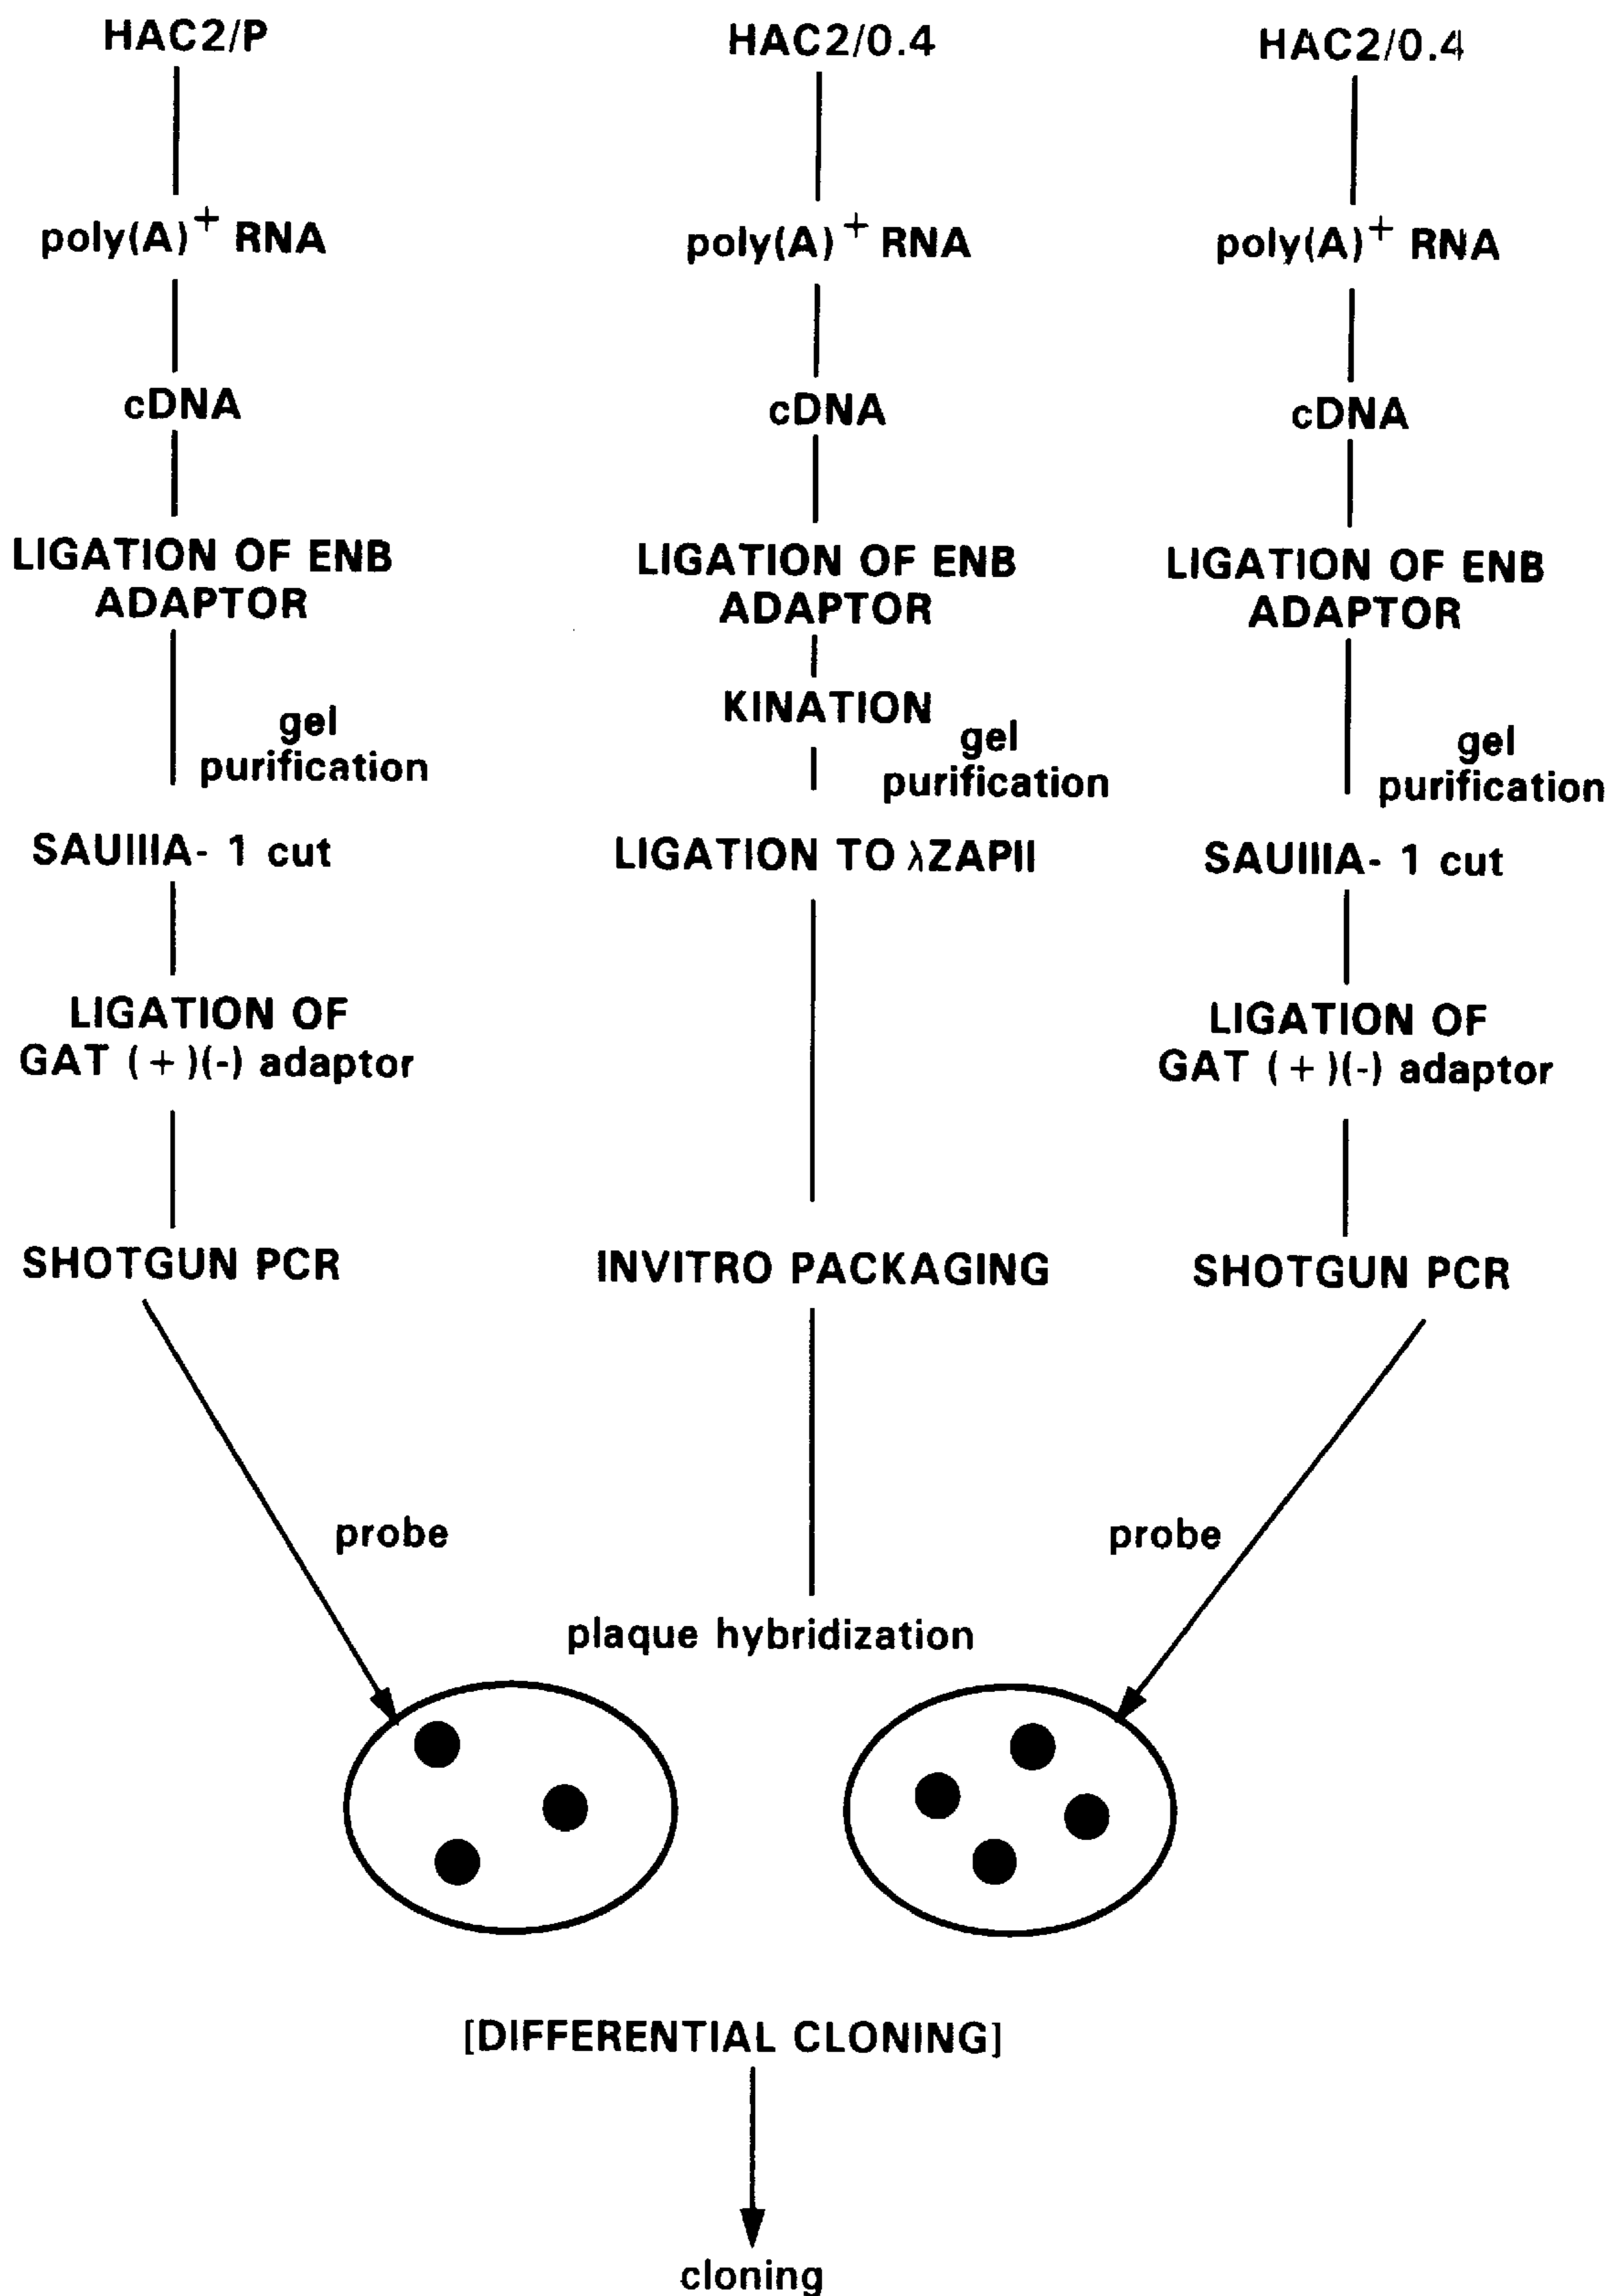 HAC2/P
poly(A)+ RNA
cDNA
LIGATION OF ENB
ADAPTOR
gel
purification
SAUIIIA- 1 cut
LIGATION OF
GAT (+)(-) adaptor
SHOTGUN PCR
probe
HAC2/0.4
poly(A)+ RNA
cDNA
LIGATION OF ENB
ADAPTOR
KINATION
gel
purification
LIGATION TO λZAPII
INVITRO PACKAGING
plaque hybridization
HAC2/0.4
poly(A)+ RNA
cDNA
LIGATION OF ENB
ADAPTOR
gel
purification
SAUIIIA- 1 cut
LIGATION OF
GAT (+)(-) adaptor
SHOTGUN PCR
probe
[DIFFERENTIAL CLONING]
cloning